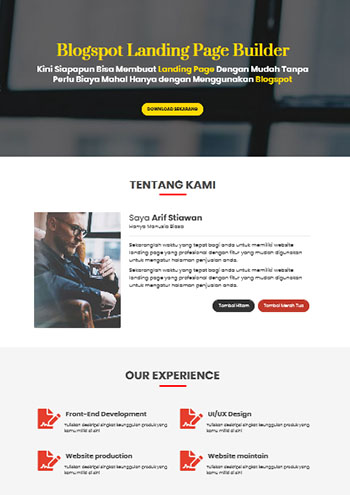 Blogspot Landing Page Builder
Kini Siapapun Bisa Membuat Landing Page Dengan Mudah Tanpa
Perlu Biaya Mahal Hanya dengan Menggunakan Blogspot
DOWNLOAD SEKARANG
TENTANG KAMI
Saya Arif Stiawan
Hanya Manusia Biasa
Sekaranglah waktu yang tepat bagi anda untuk memiliki website
landing page yang profesional dengan fitur yang mudah digunakan
untuk mengatur halaman penjualan anda.
Sekaranglah waktu yang tepat bagi anda untuk memiliki website
landing page yang profesional dengan fitur yang mudah digunakan
untuk mengatur halaman penjualan anda.
Tombol Hitam
Tombol Merah Tua
OUR EXPERIENCE
Front-End Development
Tuliskan deskripsi singkat keunggulan produk yang
kamu miliki di sini!
UI/UX Design
Tuliskan deskripsi singkat keunggulan produk yang
kamu miliki di sini!
Website production
Tuliskan deskripsi singkat keunggulan produk yang
kamu miliki di sini!
Website maintain
Tuliskan deskripsi singkat keunggulan produk yang
kamu miliki di sini!